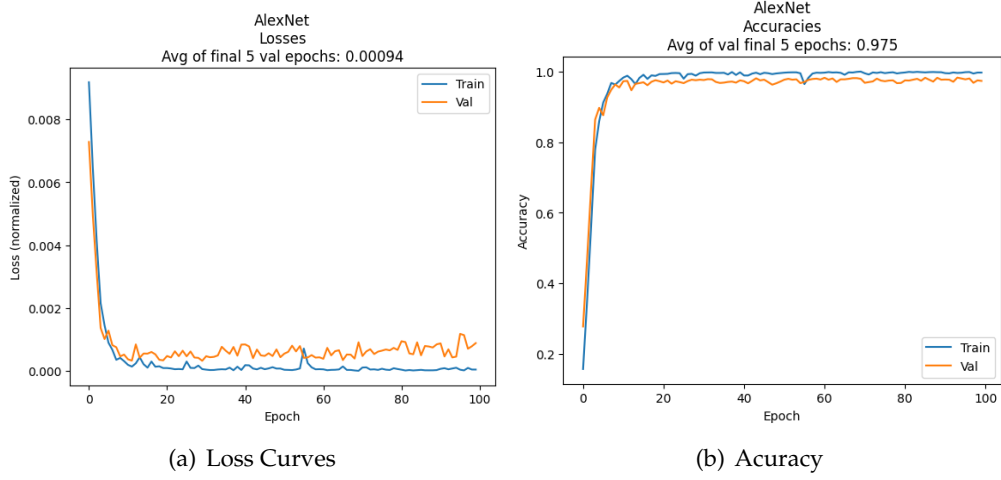 AlexNet
Losses
Avg of final 5 val epochs: 0.00094
Train
Val
0.008
0.006
0.004
0.002
0.000
Loss (normalized)
0
20
40
60
80
100
Epoch
(a) Loss Curves
AlexNet
Accuracies
Avg of val final 5 epochs: 0.975
1.0
0.8
0.6
0.4
0.2
Accuracy
Train
Val
0
20
40
60
80
100
Epoch
(b) Acuracy